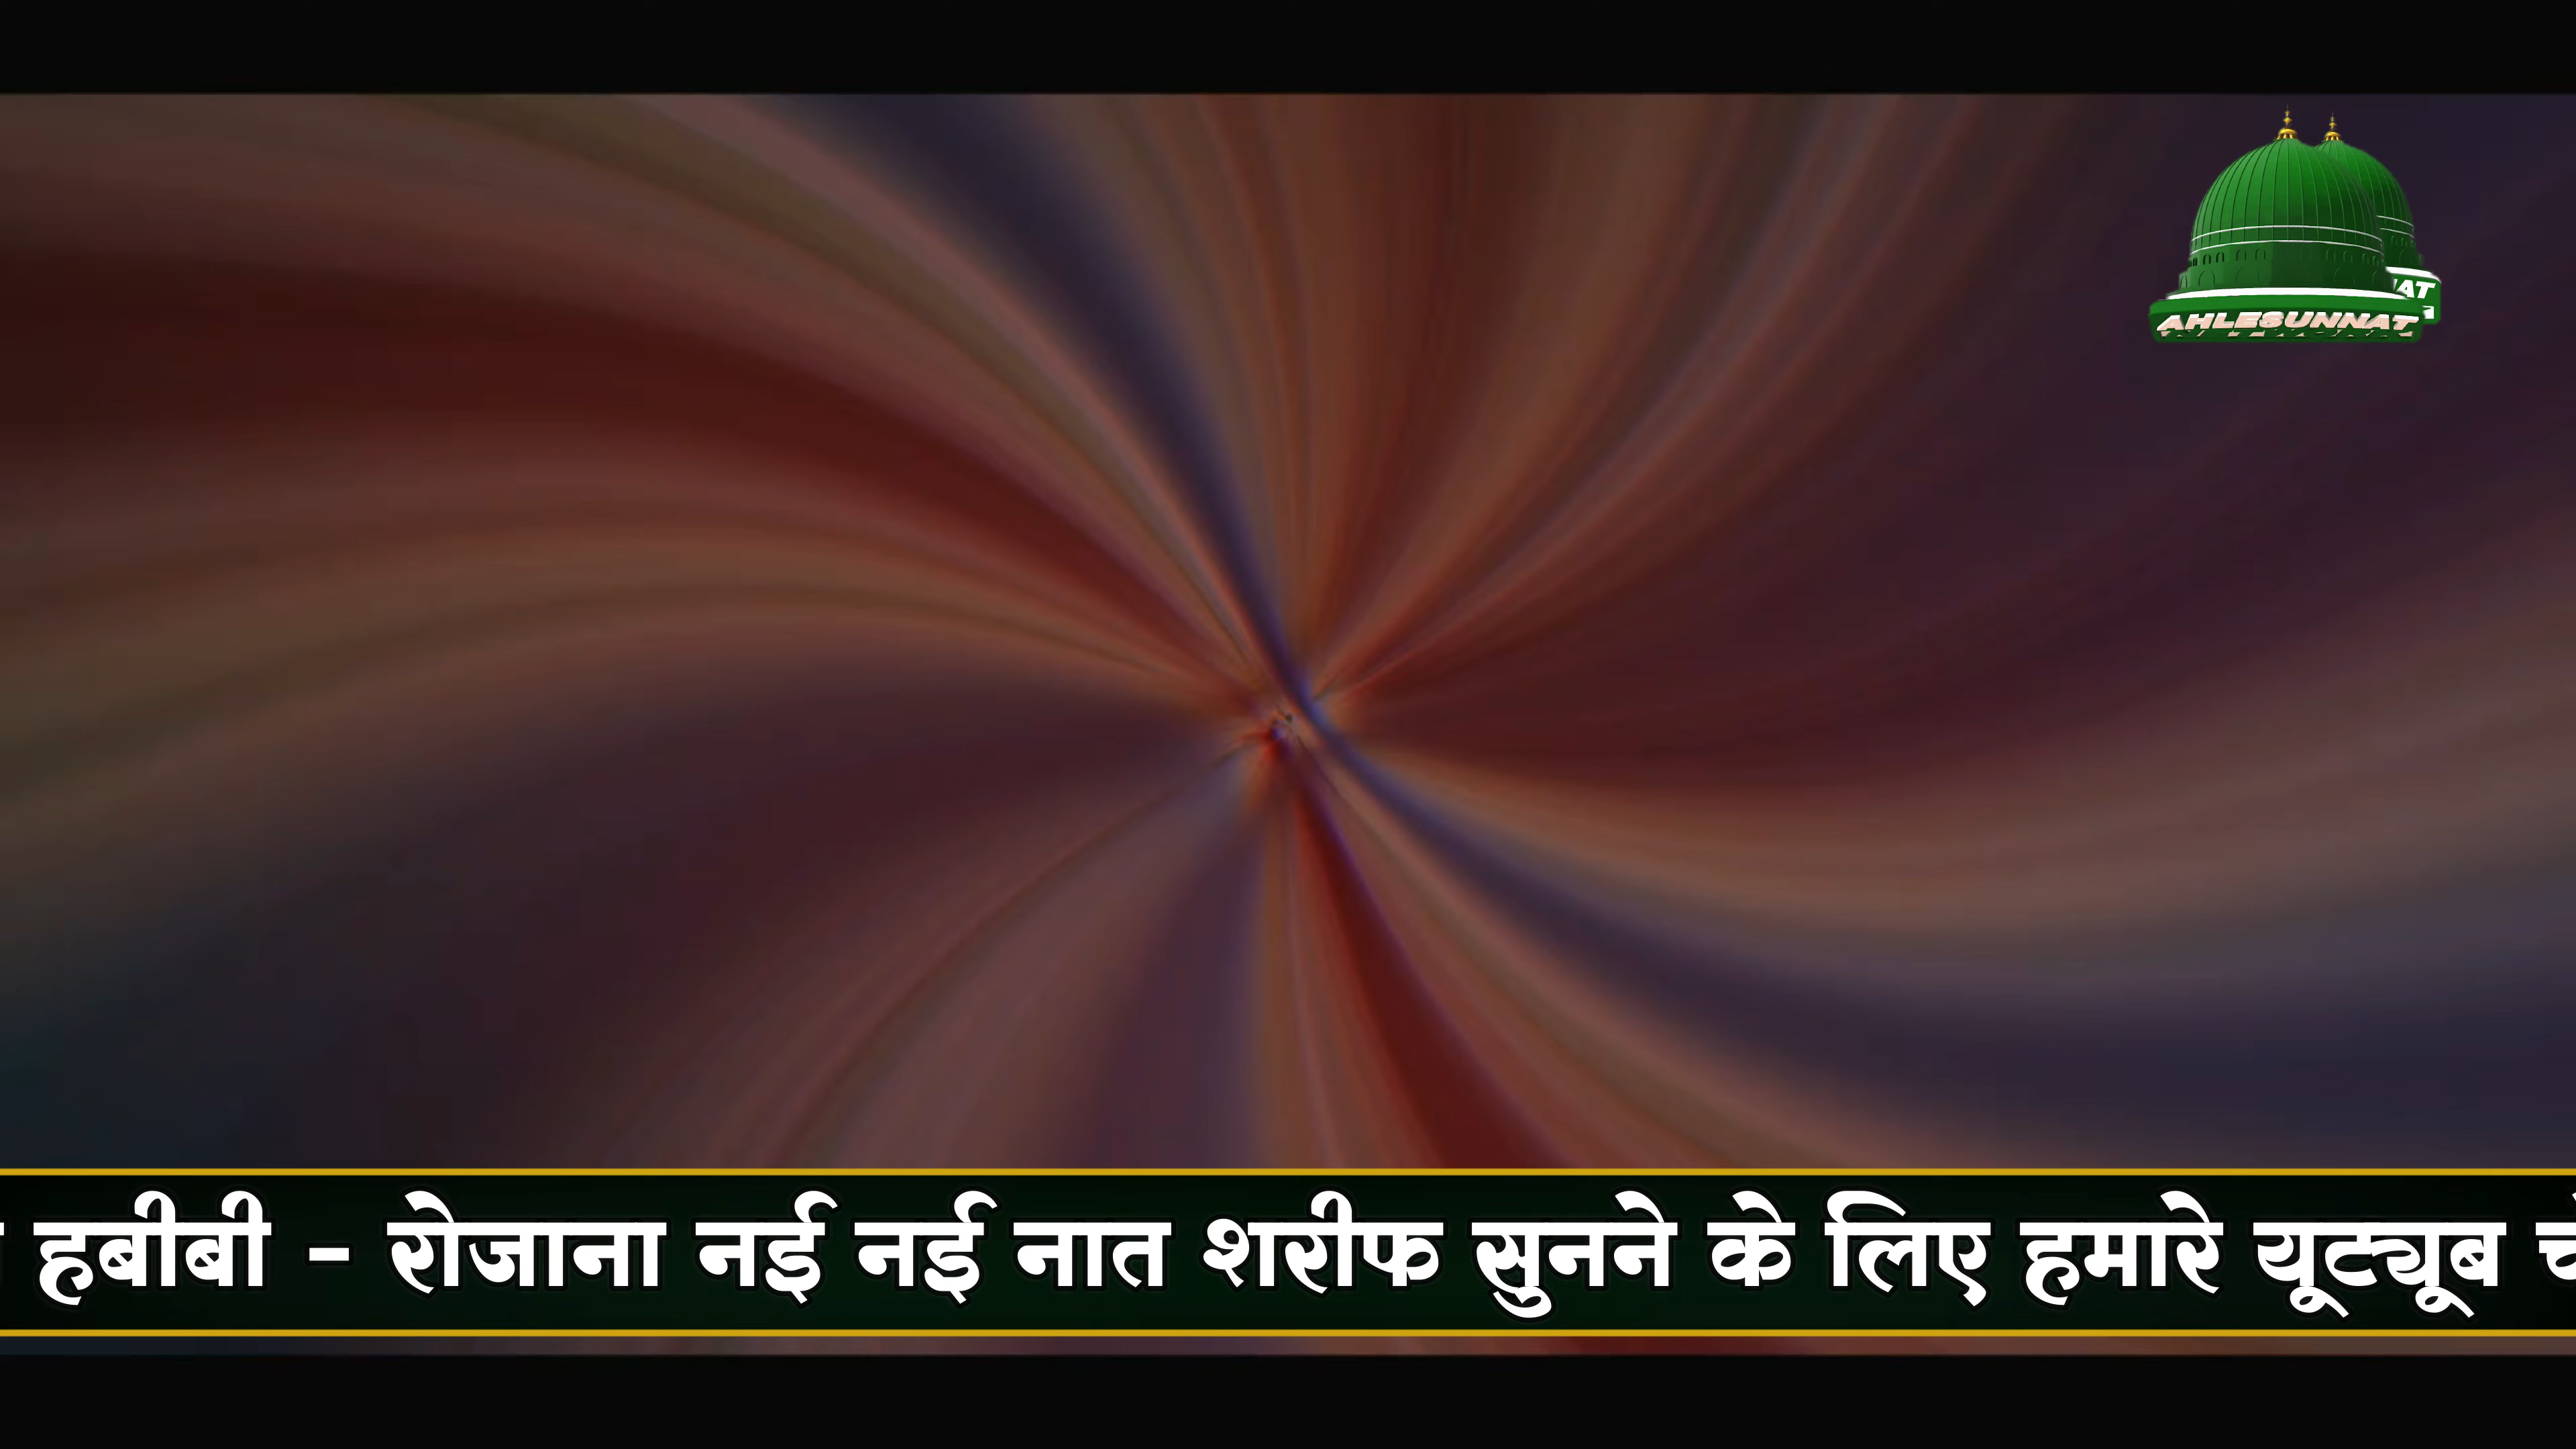 AHLESUNNAT
हबीबी - रोजाना नई नई नात शरीफ सुनने के लिए हमारे यूट्यूब